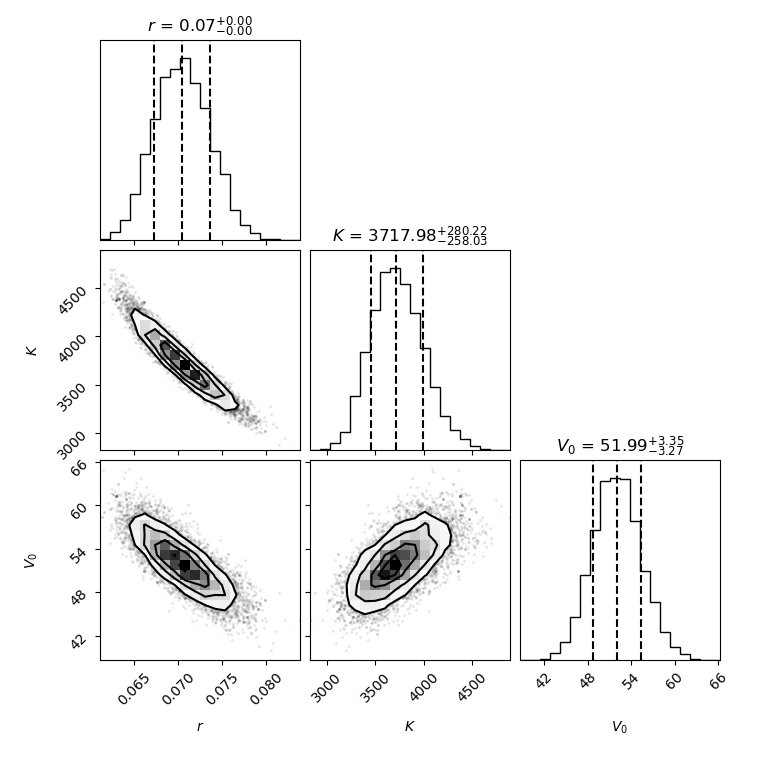 r = 0.07+0.00−0.00
K = 3717.98+280.22−258.03
K
4500
4000
3500
3000
V0 = 51.99+3.35−3.27
V0
66
60
54
48
42
0.065 0.070 0.075 0.080
3000 3500 4000 4500
42 48 54 60 66
r K V0